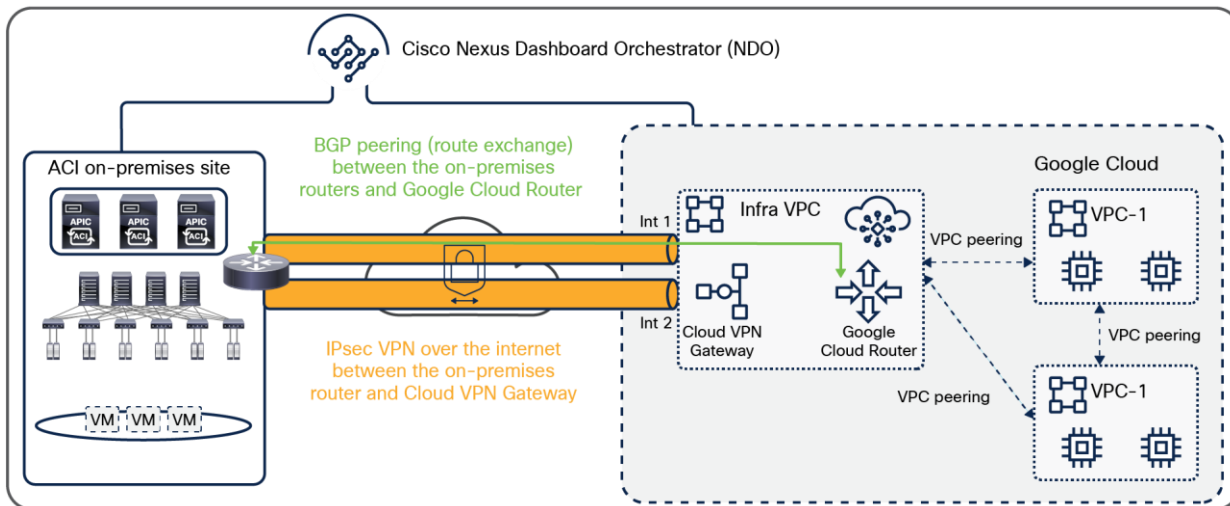 Cisco Nexus Dashboard Orchestrator (NDO)
ACI on-premises site
APIC
ACI
APIC
ACI
APIC
ACI
VM
VM
VM
BGP peering (route exchange)
between the on-premises
routers and Google Cloud Router
IPsec VPN over the internet
between the on-premises
router and Cloud VPN Gateway
Int 1
Int 2
Infra VPC
Cloud VPN
Gateway
Google
Cloud Router
Google Cloud
VPC peering
VPC-1
VPC peering
VPC peering
VPC-1